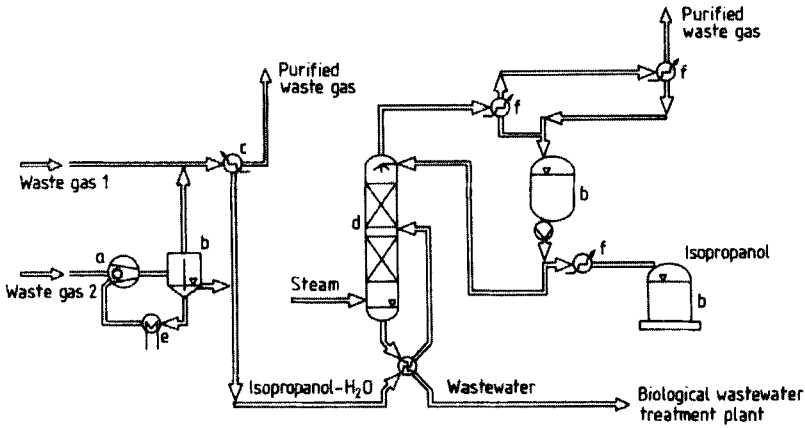 Purified
waste gas
Purified
waste gas
f
f
c
Waste gas 1
b
d
a
b
f
Isopropanol
Steam
Waste gas 2
b
e
Isopropanol-H₂O
Wastewater
Biological wastewater
treatment plant